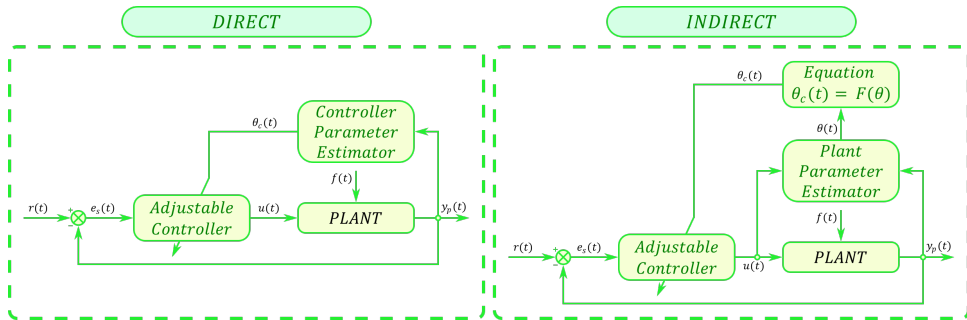 DIRECT
θc(t)
Controller
Parameter
Estimator
f(t)
r(t)
+
−
es(t)
Adjustable
Controller
u(t)
PLANT
yp(t)
INDIRECT
θc(t)
Equation
θc(t) = F(θ)
θ(t)
Plant
Parameter
Estimator
f(t)
r(t)
+
−
es(t)
Adjustable
Controller
u(t)
PLANT
yp(t)